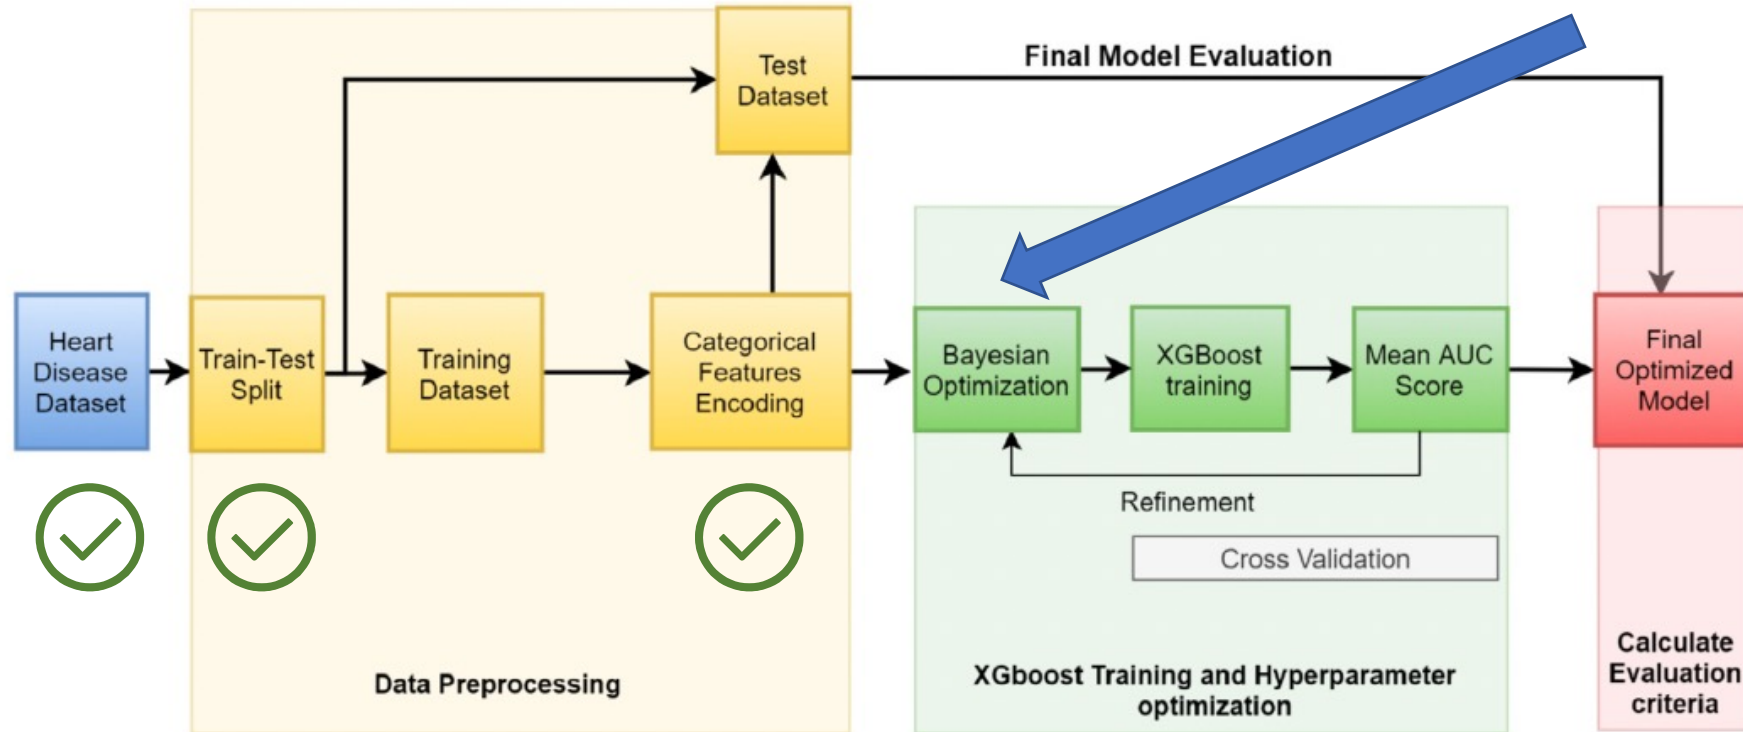 Test
Dataset
Final Model Evaluation
Heart
Disease
Dataset
Train-Test
Split
Training
Dataset
Categorical
Features
Encoding
Bayesian
Optimization
XGBoost
training
Mean AUC
Score
Final
Optimized
Model
Refinement
Cross Validation
Data Preprocessing
XGboost Training and Hyperparameter
optimization
Calculate
Evaluation
criteria